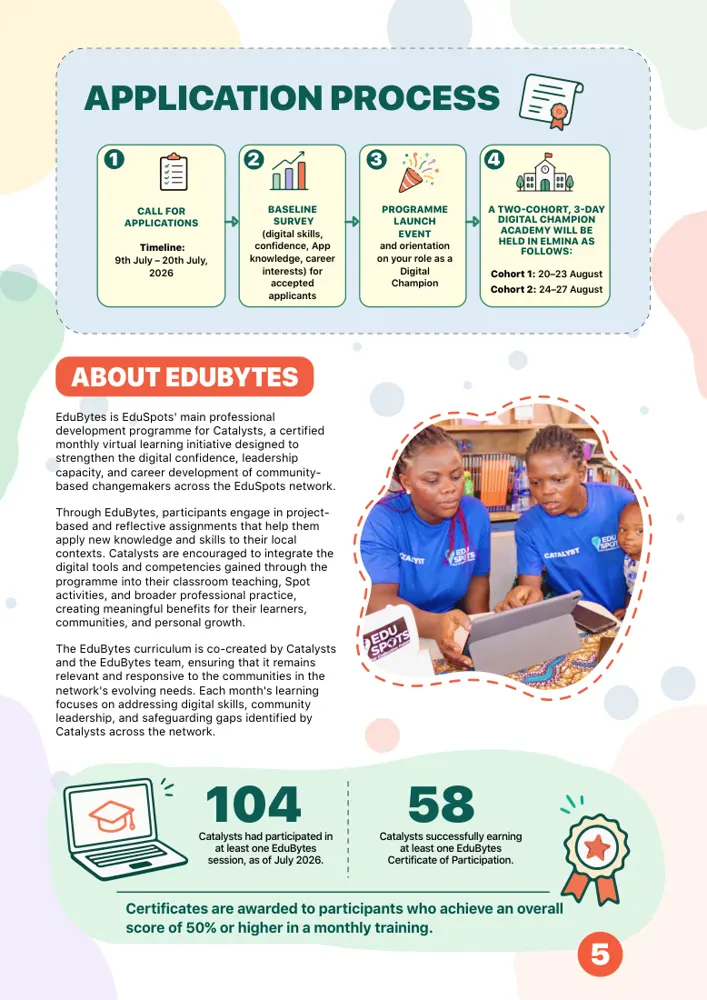 APPLICATION PROCESS
1
CALL FOR
APPLICATIONS
Timeline:
9th July – 20th July,
2026
2
BASELINE
SURVEY
(digital skills,
confidence, App
knowledge, career
interests) for
accepted
applicants
3
PROGRAMME
LAUNCH
EVENT
and orientation
on your role as a
Digital
Champion
4
A TWO-COHORT, 3-DAY
DIGITAL CHAMPION
ACADEMY WILL BE
HELD IN ELMINA AS
FOLLOWS:
Cohort 1: 20–23 August
Cohort 2: 24–27 August
ABOUT EDUBYTES
EduBytes is EduSpots' main professional
development programme for Catalysts, a certified
monthly virtual learning initiative designed to
strengthen the digital confidence, leadership
capacity, and career development of community-
based changemakers across the EduSpots network.
Through EduBytes, participants engage in project-
based and reflective assignments that help them
apply new knowledge and skills to their local
contexts. Catalysts are encouraged to integrate the
digital tools and competencies gained through the
programme into their classroom teaching, Spot
activities, and broader professional practice,
creating meaningful benefits for their learners,
communities, and personal growth.
The EduBytes curriculum is co-created by Catalysts
and the EduBytes team, ensuring that it remains
relevant and responsive to the communities in the
network's evolving needs. Each month's learning
focuses on addressing digital skills, community
leadership, and safeguarding gaps identified by
Catalysts across the network.
CATALYST
EDU
SPOTS
CATALYST
EDU
SPOTS
EDU
SPOTS
104
Catalysts had participated in
at least one EduBytes
session, as of July 2026.
58
Catalysts successfully earning
at least one EduBytes
Certificate of Participation.
Certificates are awarded to participants who achieve an overall
score of 50% or higher in a monthly training.
5